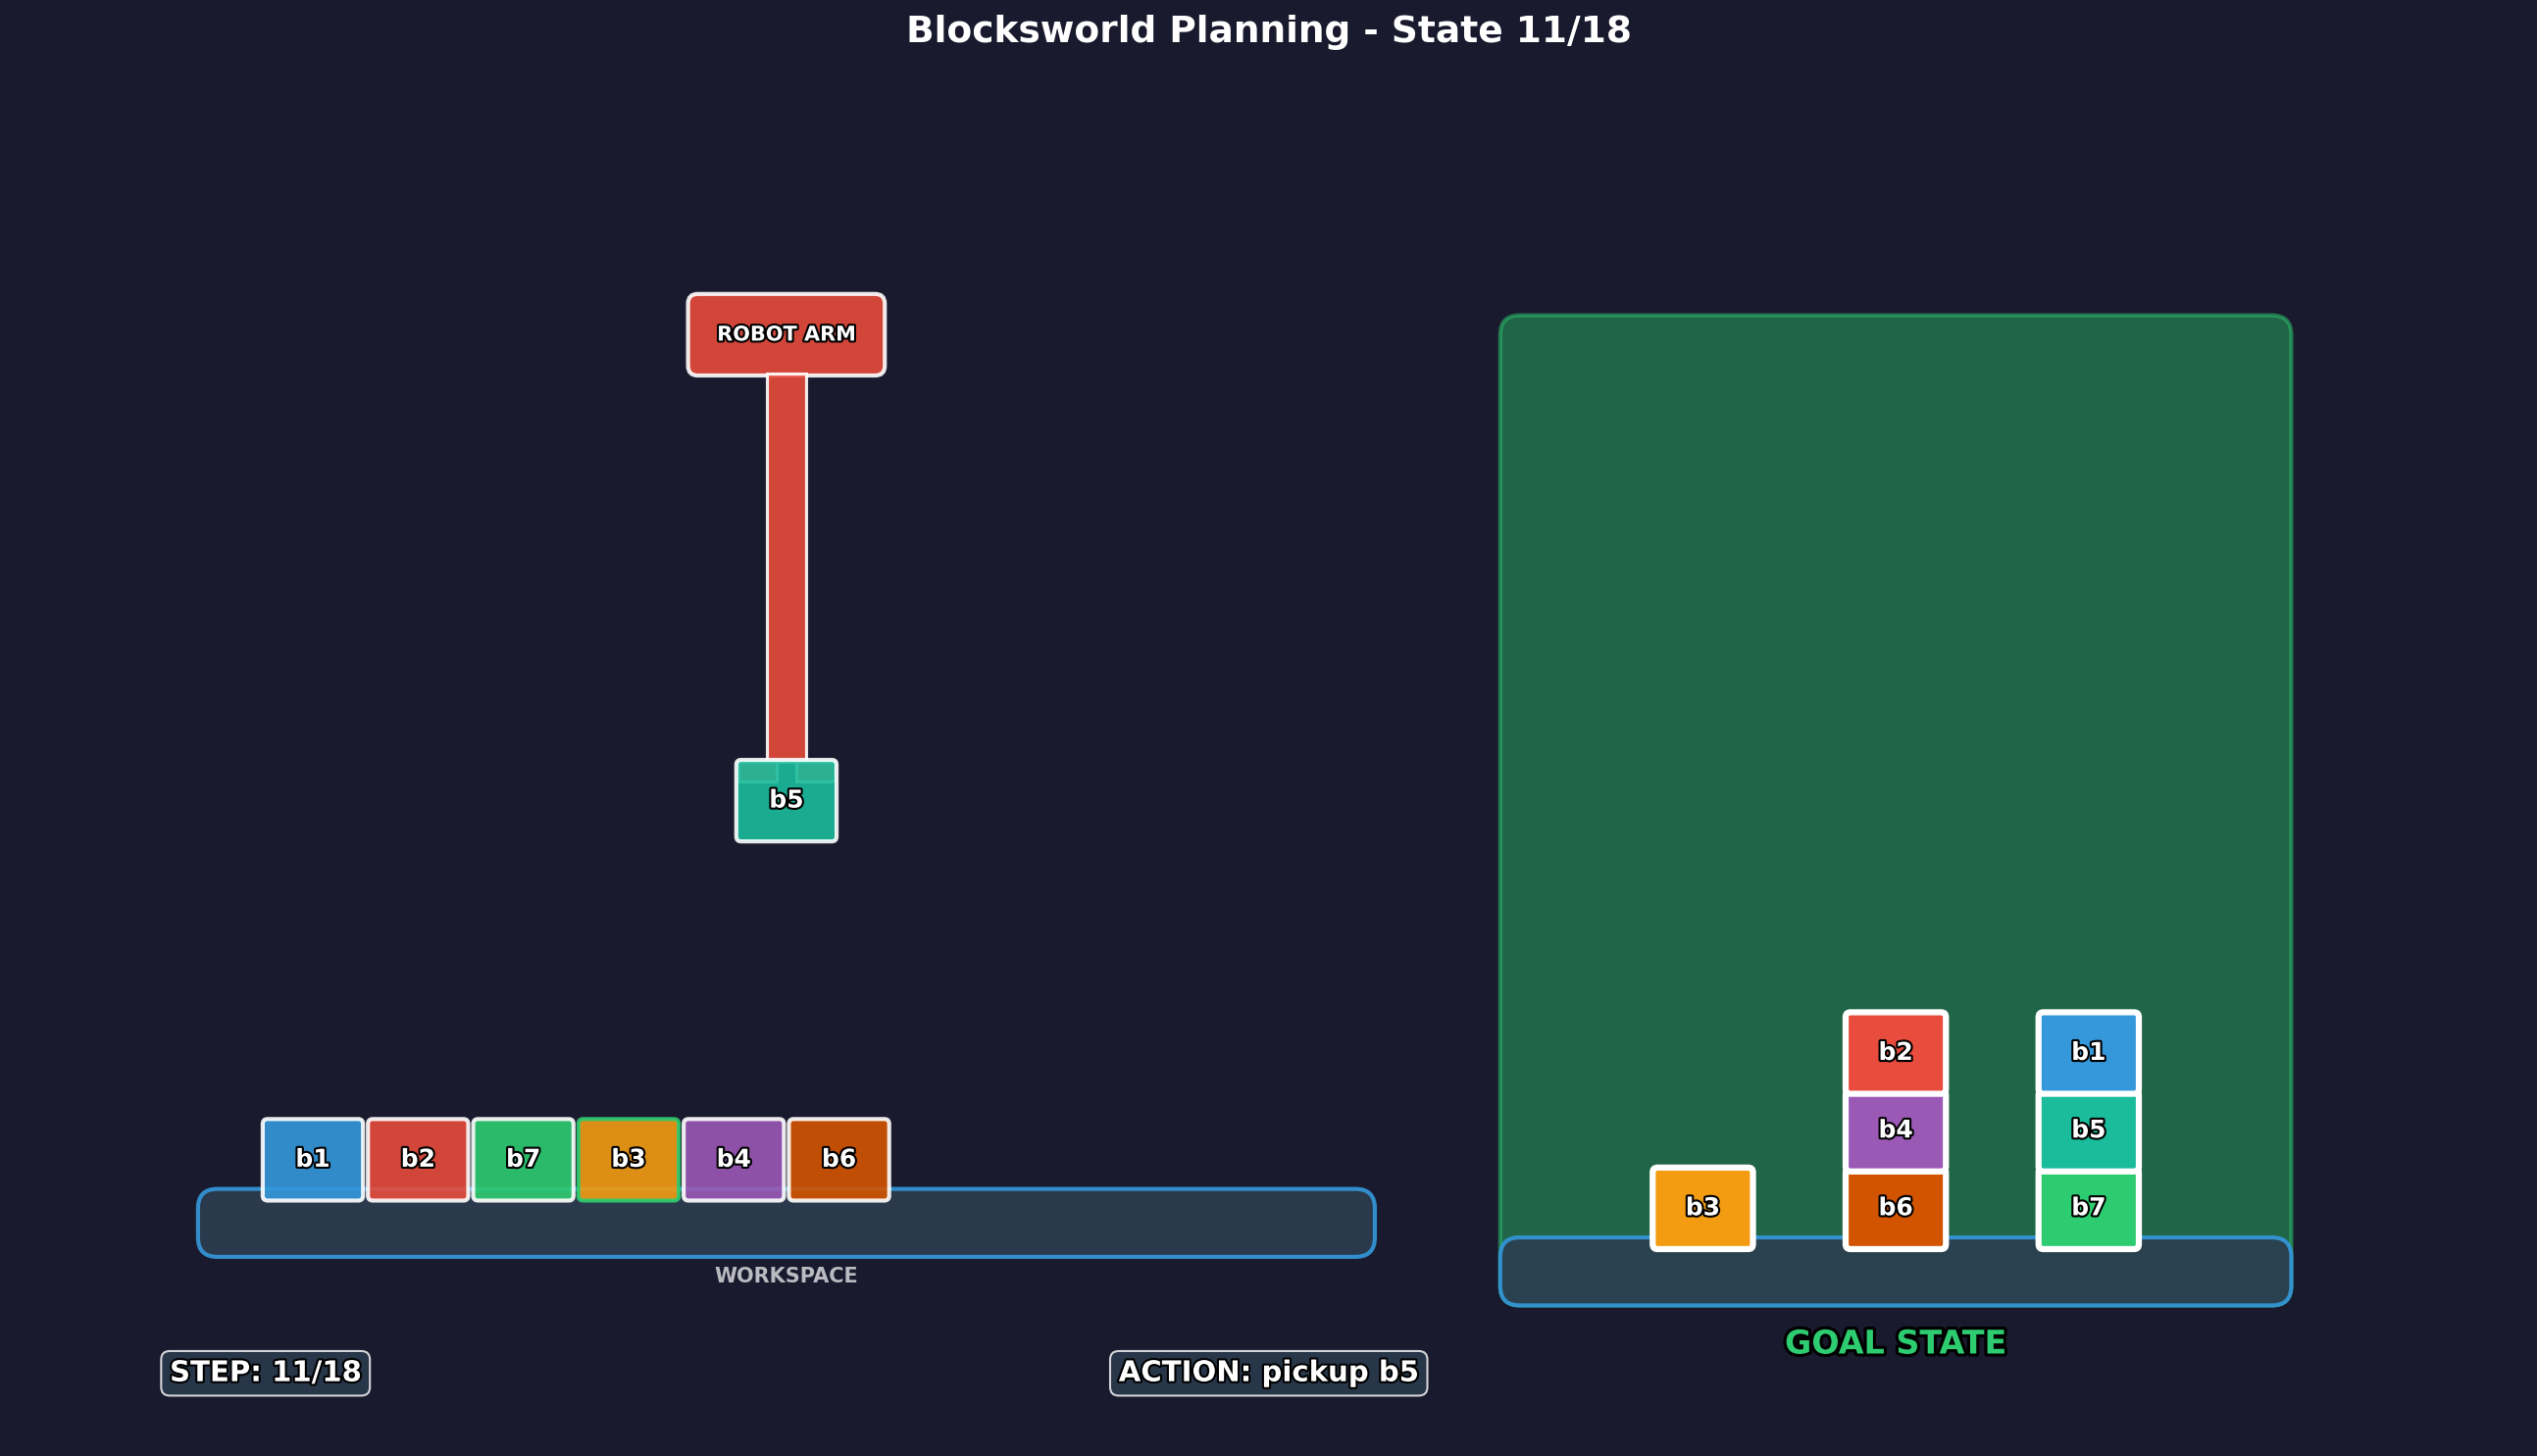 Blocksworld Planning - State 11/18
ROBOT ARM
b5
b1 b2 b7 b3 b4 b6
WORKSPACE
b2 b1
b4 b5
b3 b6 b7
GOAL STATE
STEP: 11/18
ACTION: pickup b5